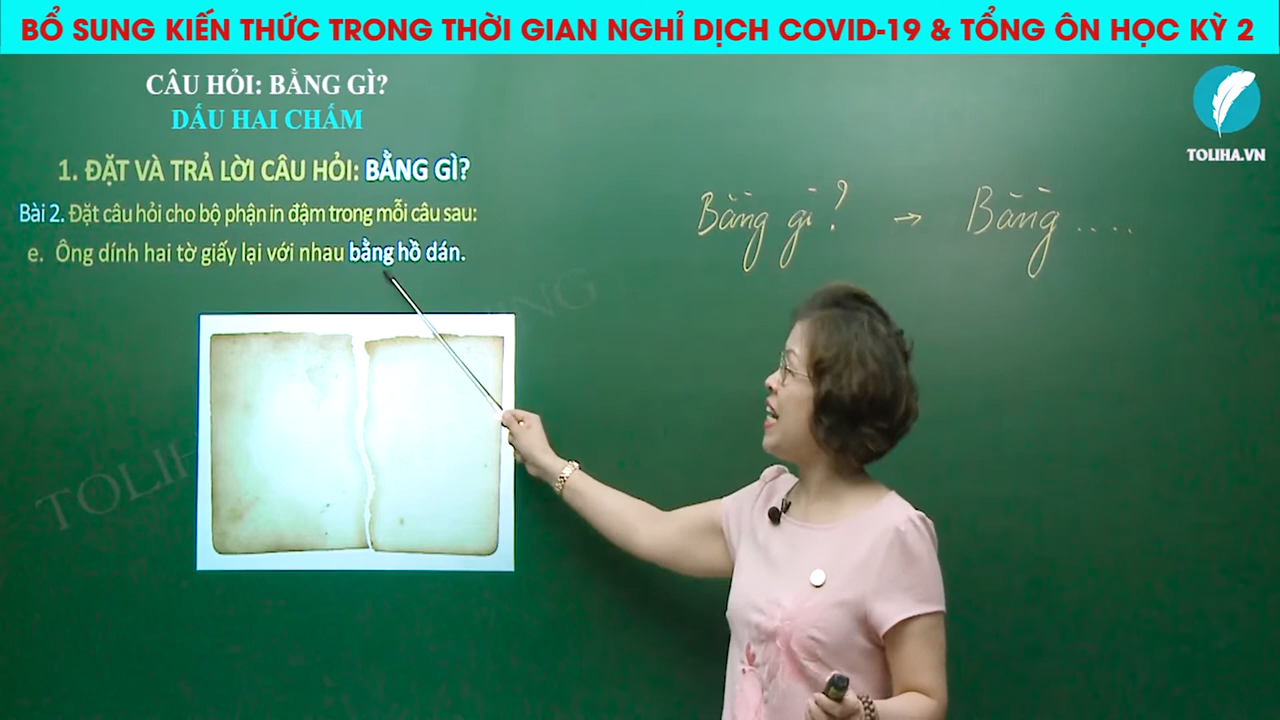 BỔ SUNG KIẾN THỨC TRONG THỜI GIAN NGHỈ DỊCH COVID-19 & TỔNG ÔN HỌC KỲ 2
CÂU HỎI: BẰNG GÌ?
DẤU HAI CHẤM
TOLIHA.VN
1. ĐẶT VÀ TRẢ LỜI CÂU HỎI: BẰNG GÌ?
Bài 2. Đặt câu hỏi cho bộ phận in đậm trong mỗi câu sau:
e. Ông dính hai tờ giấy lại với nhau bằng hồ dán.
Bằng gì? → Bằng ....